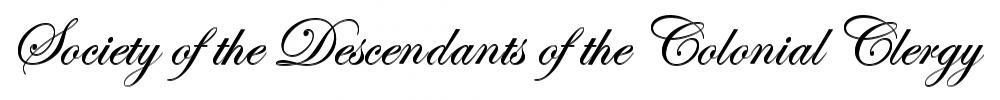 Society of the Descendants of the Colonial Clergy